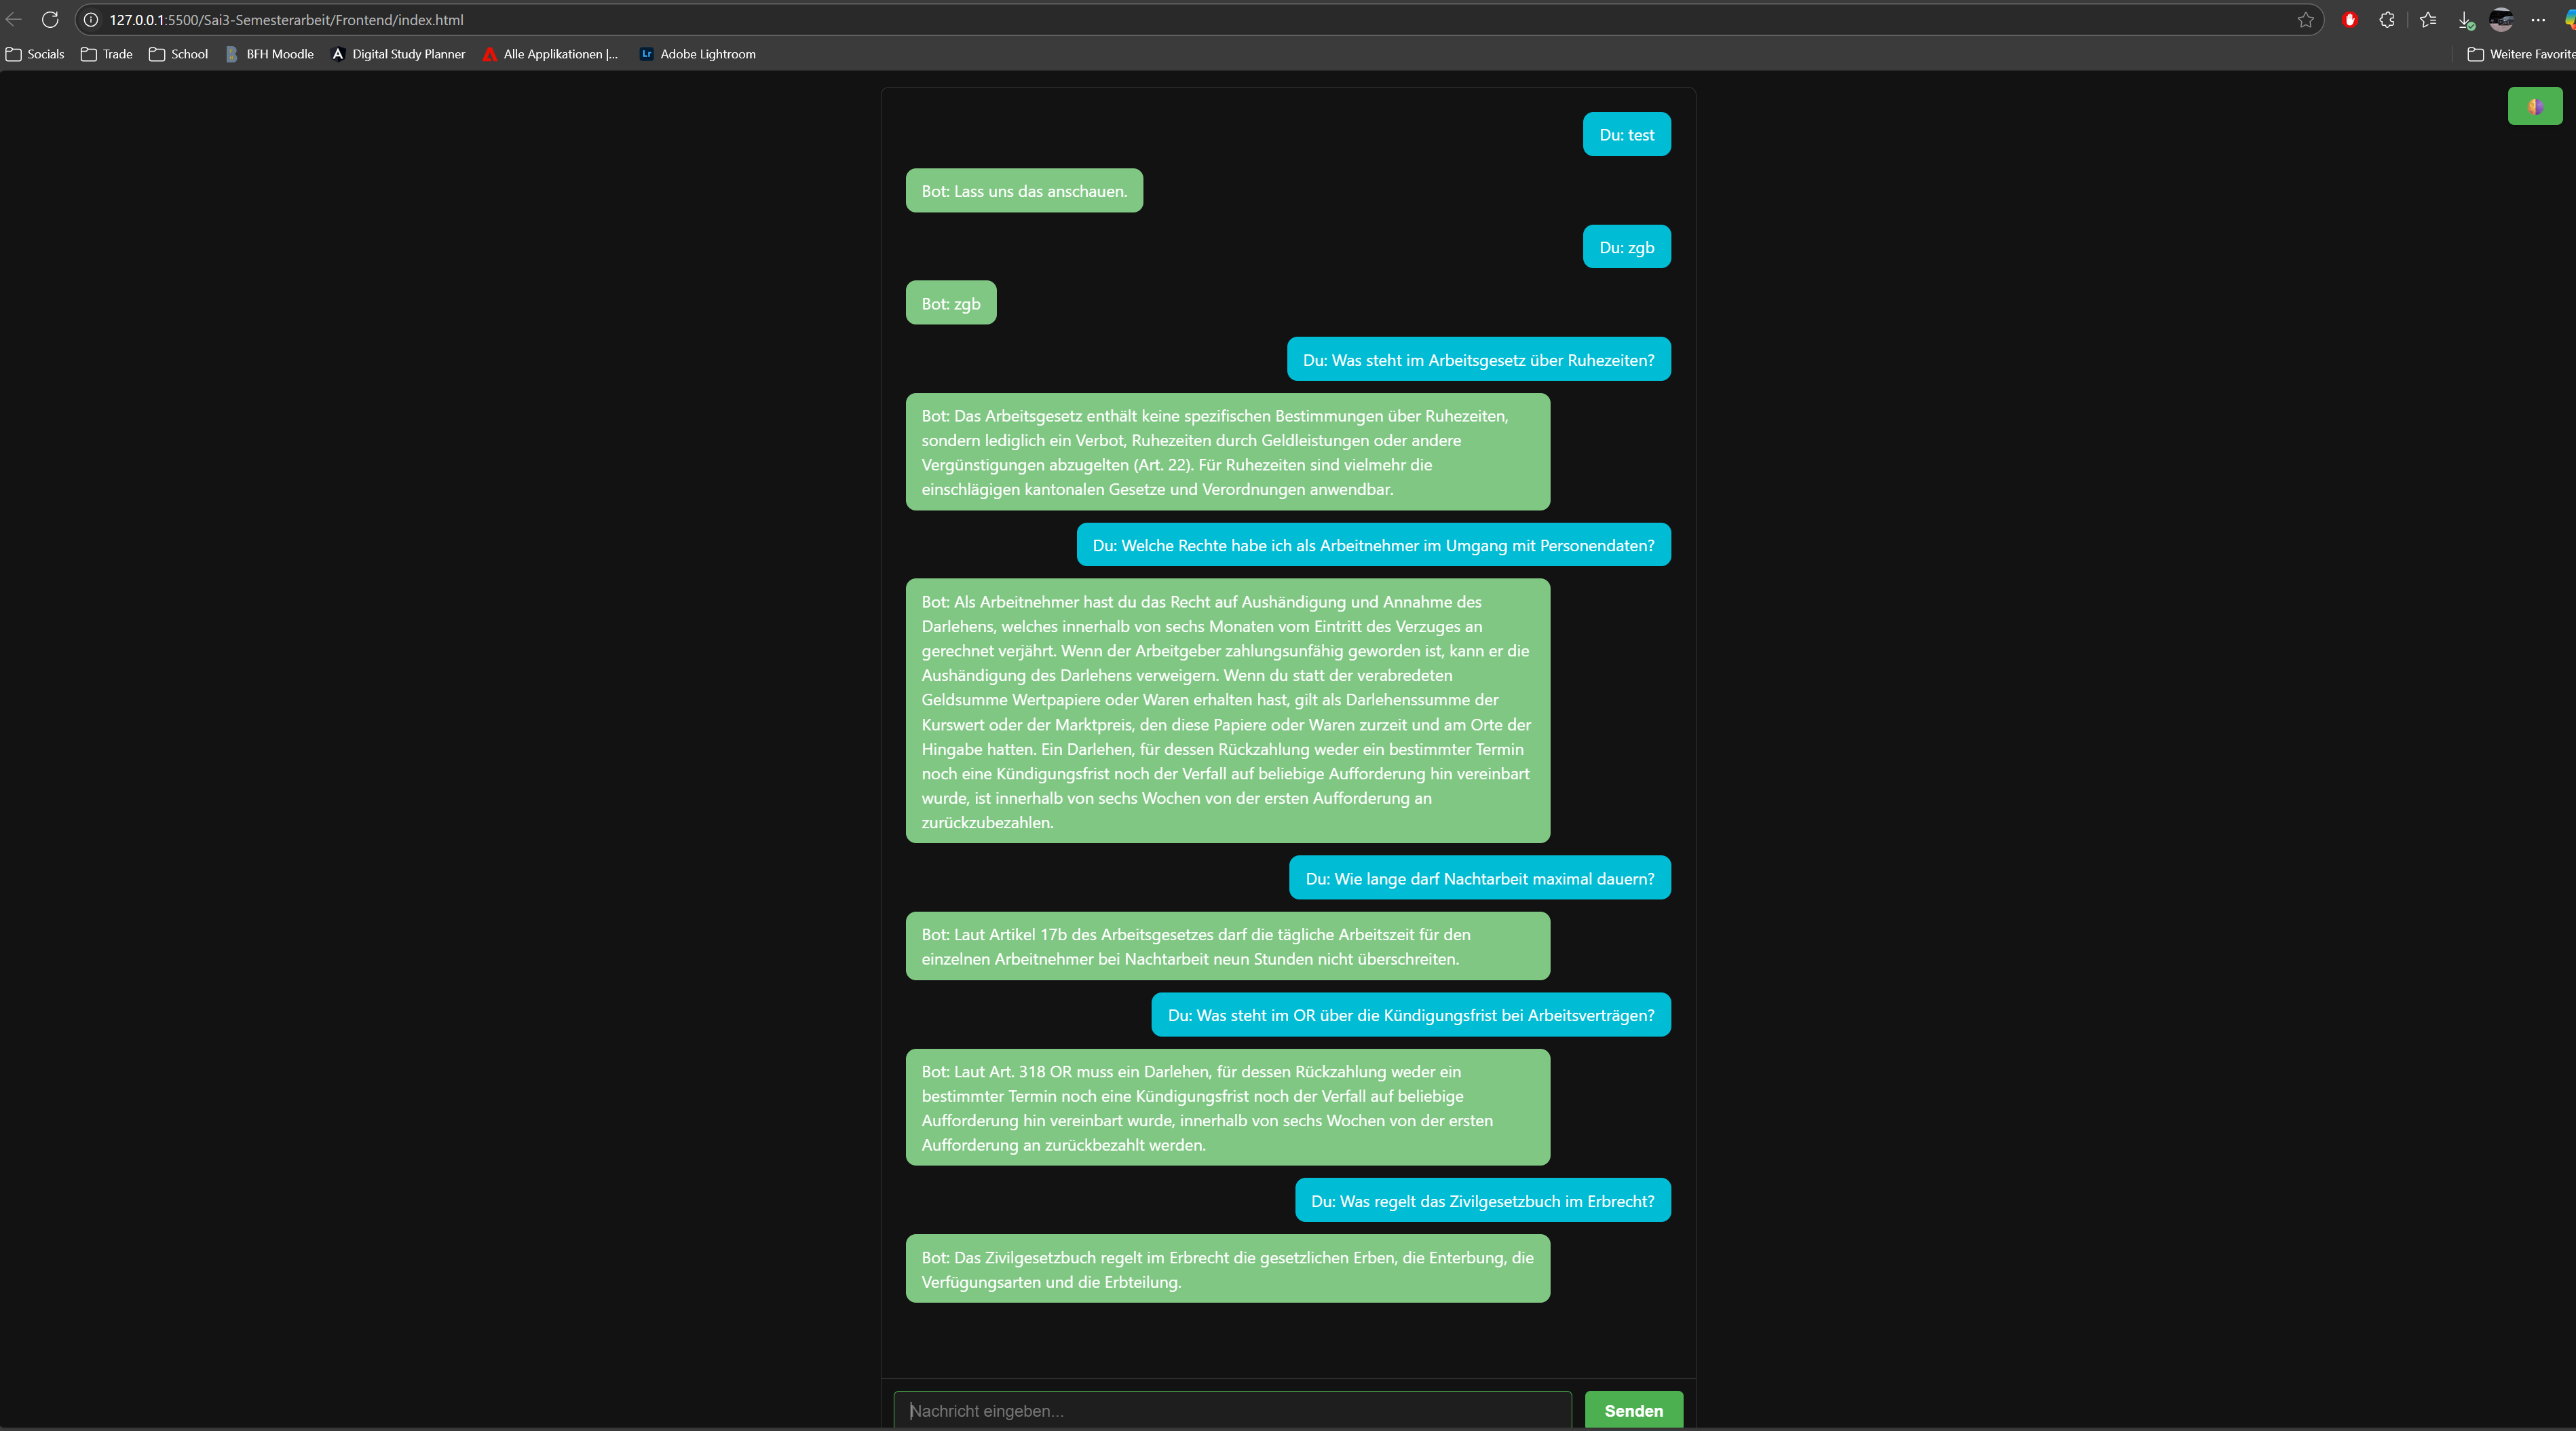 127.0.0.1:5500/Sai3-Semesterarbeit/Frontend/index.html
Socials Trade School BFH Moodle Digital Study Planner Alle Applikationen |... Lr Adobe Lightroom Weitere Favorite
Du: test
Bot: Lass uns das anschauen.
Du: zgb
Bot: zgb
Du: Was steht im Arbeitsgesetz über Ruhezeiten?
Bot: Das Arbeitsgesetz enthält keine spezifischen Bestimmungen über Ruhezeiten,
sondern lediglich ein Verbot, Ruhezeiten durch Geldleistungen oder andere
Vergünstigungen abzugelten (Art. 22). Für Ruhezeiten sind vielmehr die
einschlägigen kantonalen Gesetze und Verordnungen anwendbar.
Du: Welche Rechte habe ich als Arbeitnehmer im Umgang mit Personendaten?
Bot: Als Arbeitnehmer hast du das Recht auf Aushändigung und Annahme des
Darlehens, welches innerhalb von sechs Monaten vom Eintritt des Verzuges an
gerechnet verjährt. Wenn der Arbeitgeber zahlungsunfähig geworden ist, kann er die
Aushändigung des Darlehens verweigern. Wenn du statt der verabredeten
Geldsumme Wertpapiere oder Waren erhalten hast, gilt als Darlehenssumme der
Kurswert oder der Marktpreis, den diese Papiere oder Waren zurzeit und am Orte der
Hingabe hatten. Ein Darlehen, für dessen Rückzahlung weder ein bestimmter Termin
noch eine Kündigungsfrist noch der Verfall auf beliebige Aufforderung hin vereinbart
wurde, ist innerhalb von sechs Wochen von der ersten Aufforderung an
zurückzubezahlen.
Du: Wie lange darf Nachtarbeit maximal dauern?
Bot: Laut Artikel 17b des Arbeitsgesetzes darf die tägliche Arbeitszeit für den
einzelnen Arbeitnehmer bei Nachtarbeit neun Stunden nicht überschreiten.
Du: Was steht im OR über die Kündigungsfrist bei Arbeitsverträgen?
Bot: Laut Art. 318 OR muss ein Darlehen, für dessen Rückzahlung weder ein
bestimmter Termin noch eine Kündigungsfrist noch der Verfall auf beliebige
Aufforderung hin vereinbart wurde, innerhalb von sechs Wochen von der ersten
Aufforderung an zurückbezahlt werden.
Du: Was regelt das Zivilgesetzbuch im Erbrecht?
Bot: Das Zivilgesetzbuch regelt im Erbrecht die gesetzlichen Erben, die Enterbung, die
Verfügungsarten und die Erbteilung.
Nachricht eingeben...
Senden